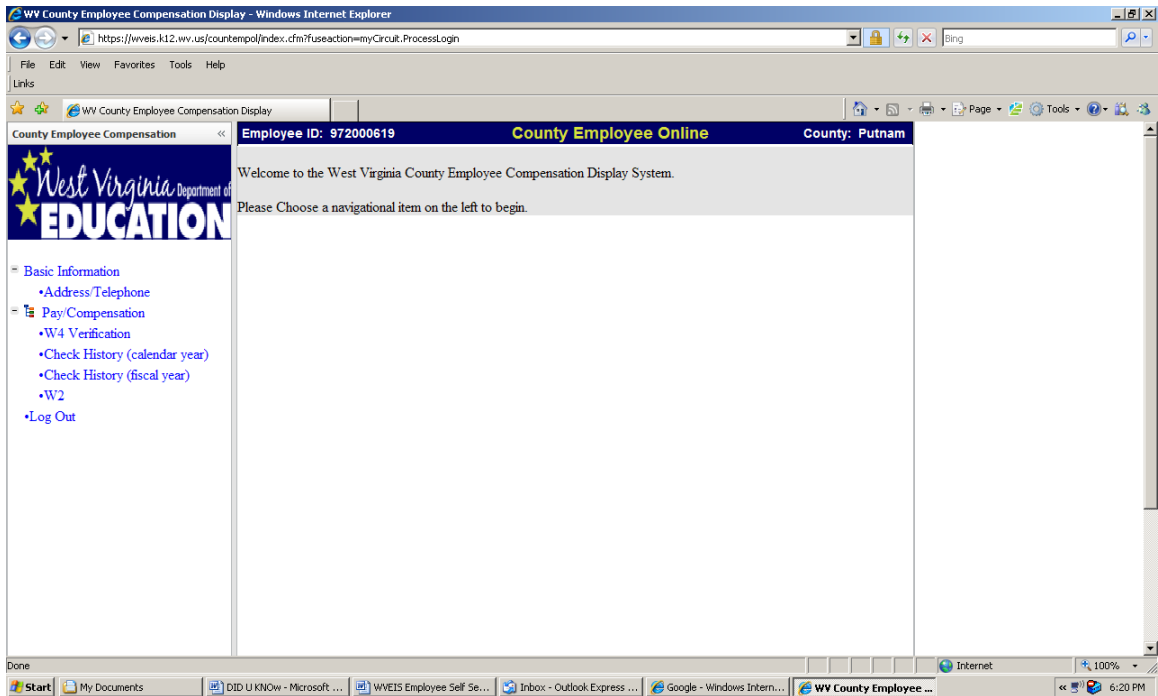 WV County Employee Compensation Display - Windows Internet Explorer
https://wveis.k12.wv.us/countempol/index.cfm?fuseaction=myCircuit.ProcessLogin
Bing
File Edit View Favorites Tools Help
Links
WV County Employee Compensation Display
Page Tools
County Employee Compensation «
Employee ID: 972000619 County Employee Online County: Putnam
West Virginia Department of
EDUCATION
Welcome to the West Virginia County Employee Compensation Display System.
Please Choose a navigational item on the left to begin.
Basic Information
•Address/Telephone
Pay/Compensation
•W4 Verification
•Check History (calendar year)
•Check History (fiscal year)
•W2
•Log Out
Done Internet 100%
Start My Documents DID U KNOw - Microsoft ... WVEIS Employee Self Se... Inbox - Outlook Express ... Google - Windows Intern... WV County Employee ... « 6:20 PM